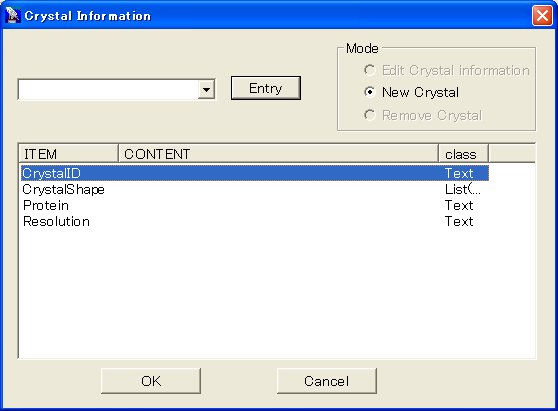 Crystal Information
Mode
Edit Crystal information
Entry
New Crystal
Remove Crystal
ITEM CONTENT class
CrystalID Text
CrystalShape List(...
Protein Text
Resolution Text
OK Cancel